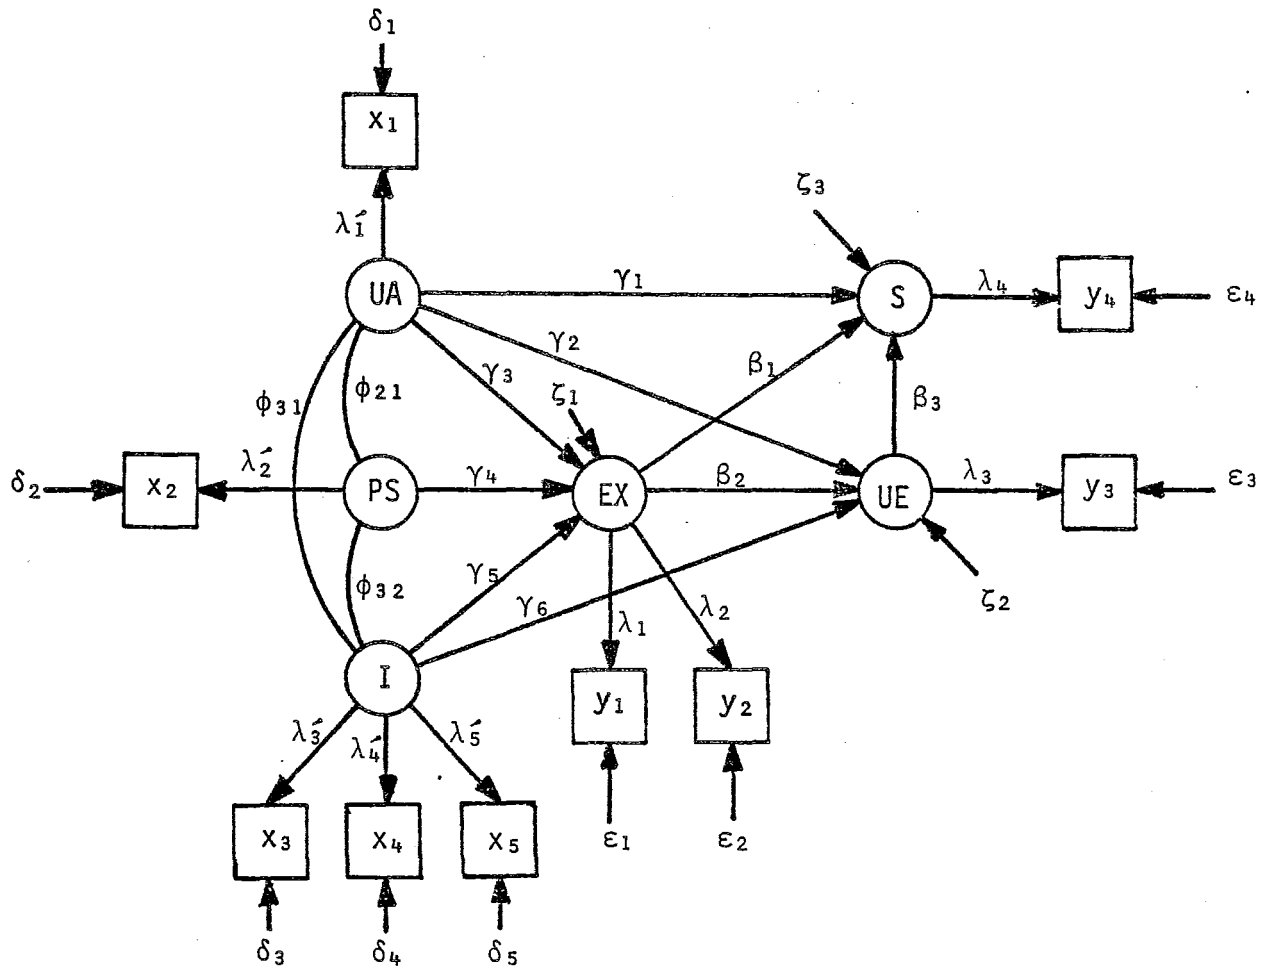 δ1
x1
ζ3
λ1′
UA γ1 S λ4 y4 ε4
γ2
β1
γ3
ζ1
ϕ31 ϕ21
β3
δ2 x2 λ2′ PS γ4 EX β2 UE λ3 y3 ε3
γ5
ϕ32
γ6
ζ2
λ1 λ2
I
y1 y2
λ3′ λ4′ λ5′
x3 x4 x5
ε1 ε2
δ3 δ4 δ5